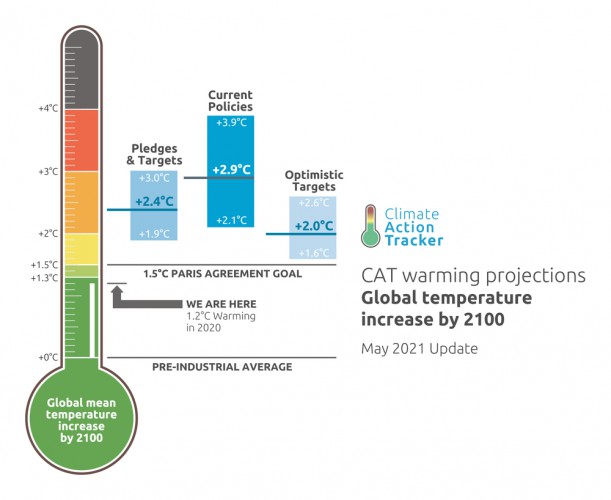 +4°C
+3°C
+2°C
+1.5°C
+1.3°C
+0°C
Global mean
temperature
increase
by 2100
Pledges
& Targets
+3.0°C
+2.4°C
+1.9°C
Current
Policies
+3.9°C
+2.9°C
+2.1°C
Optimistic
Targets
+2.6°C
+2.0°C
+1.6°C
1.5°C PARIS AGREEMENT GOAL
WE ARE HERE
1.2°C Warming
in 2020
PRE-INDUSTRIAL AVERAGE
Climate
Action
Tracker
CAT warming projections
Global temperature
increase by 2100
May 2021 Update